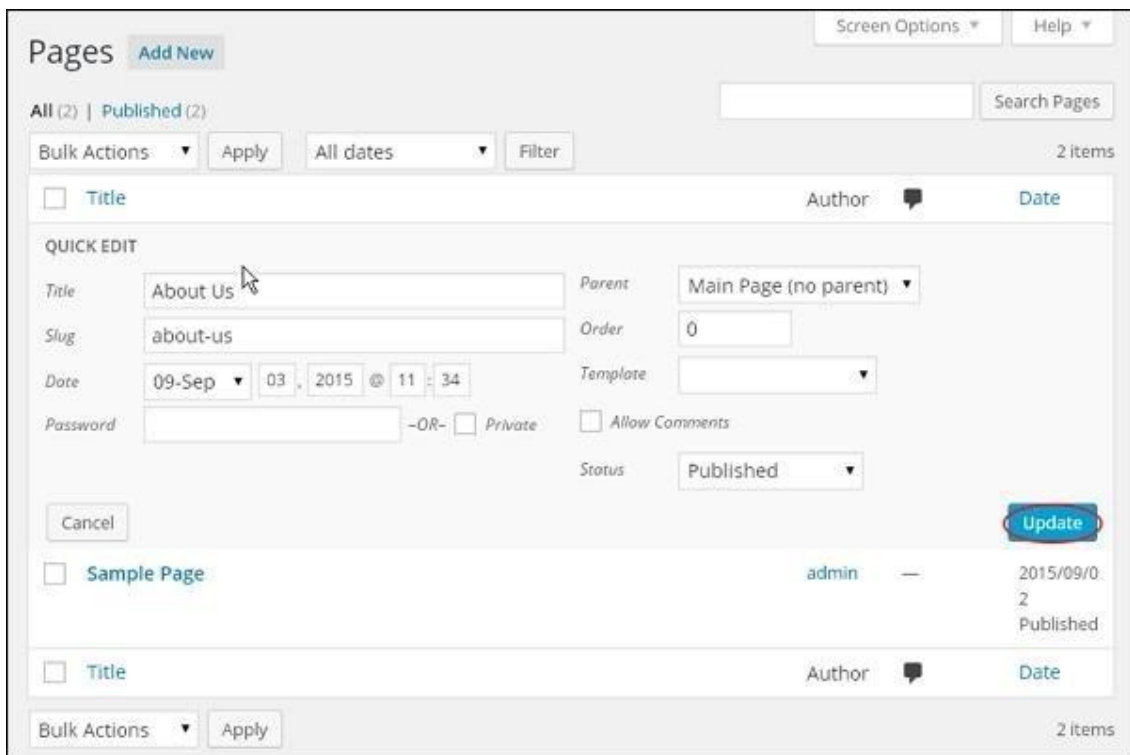 Screen Options Help
Pages Add New
All (2) | Published (2)
Search Pages
Bulk Actions Apply All dates Filter 2 items
Title Author Date
QUICK EDIT
Title About Us Parent Main Page (no parent)
Slug about-us Order 0
Date 09-Sep 03 , 2015 @ 11 : 34 Template
Password –OR– Private Allow Comments
Status Published
Cancel Update
Sample Page admin — 2015/09/0
2
Published
Title Author Date
Bulk Actions Apply 2 items